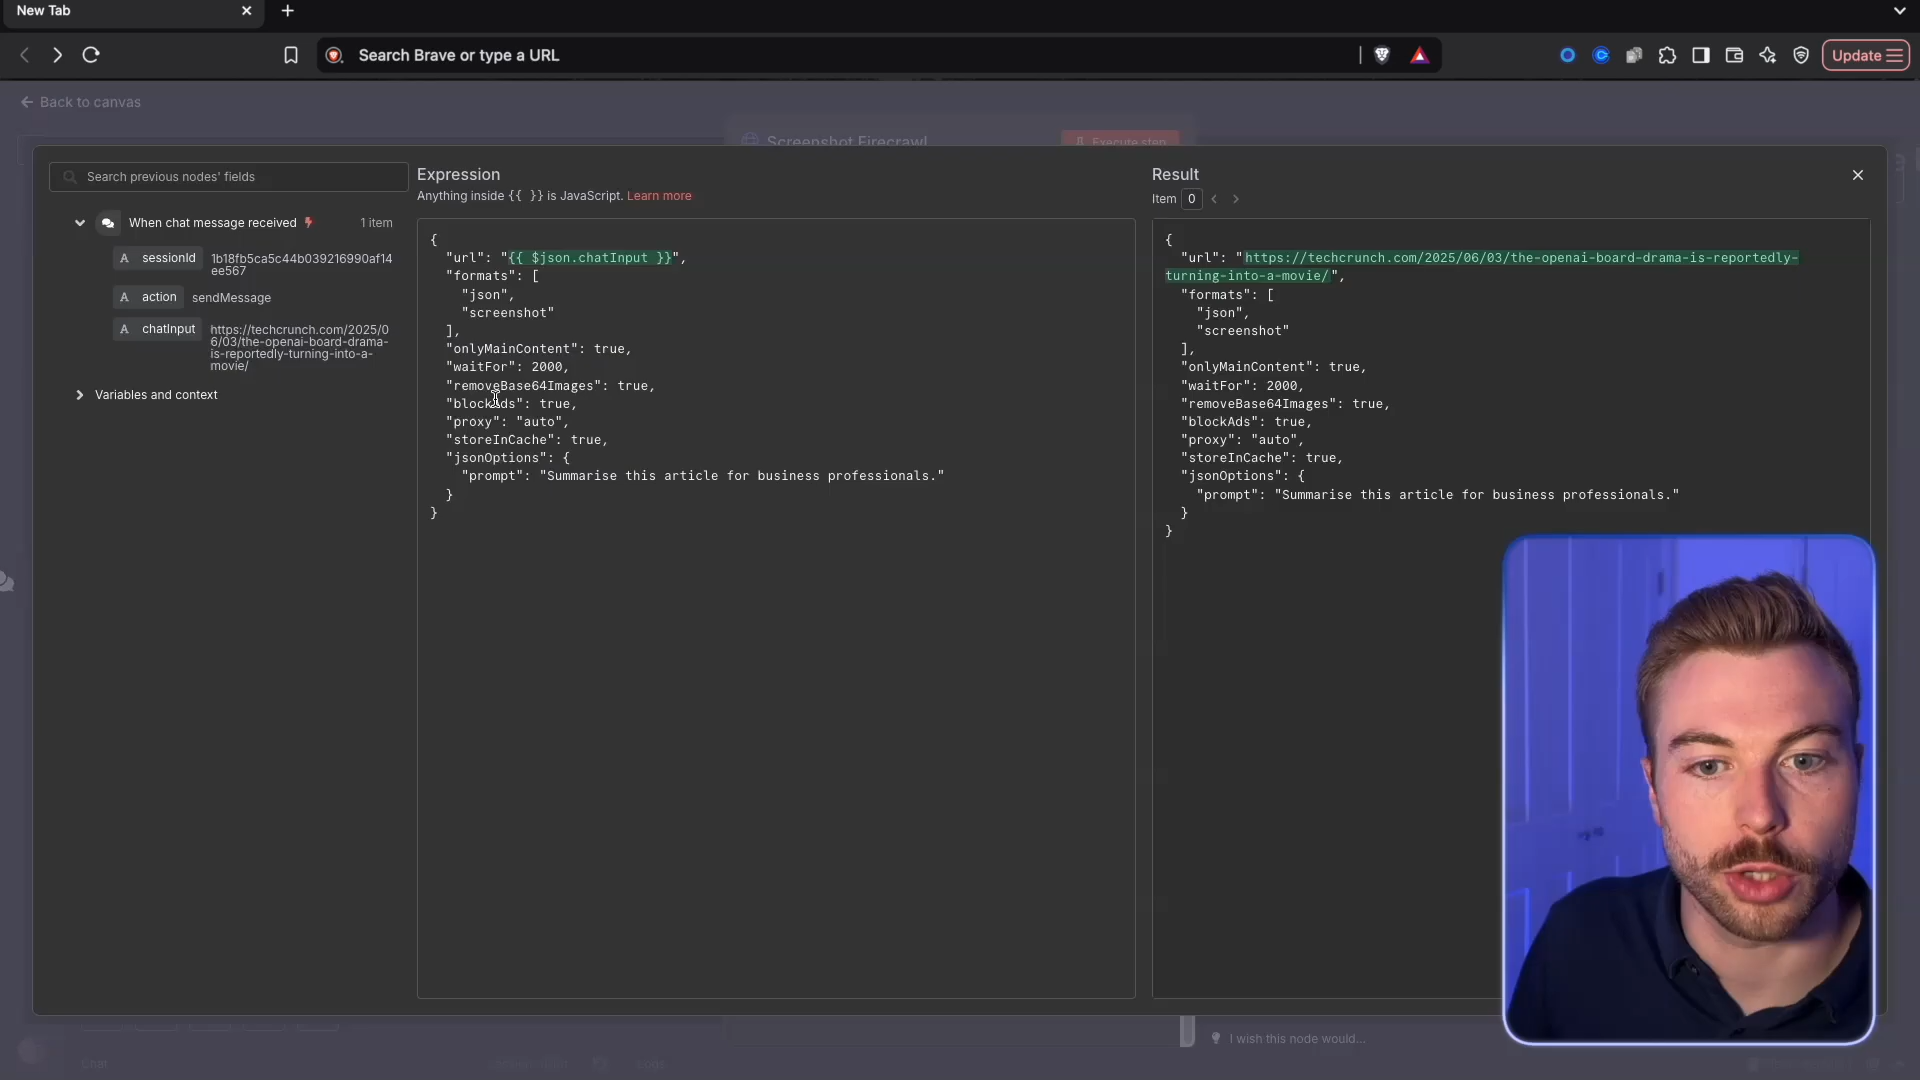 New Tab
Search Brave or type a URL
Update
Back to canvas
Screenshot Firecrawl
Execute step
Search previous nodes' fields
When chat message received
1 item
A sessionId 1b18fb5ca5c44b039216990af14
ee567
A action sendMessage
A chatInput https://techcrunch.com/2025/0
6/03/the-openai-board-drama-
is-reportedly-turning-into-a-
movie/
Variables and context
Expression
Anything inside {{ }} is JavaScript. Learn more
{
"url": "{{ $json.chatInput }}",
"formats": [
"json",
"screenshot"
],
"onlyMainContent": true,
"waitFor": 2000,
"removeBase64Images": true,
"blockAds": true,
"proxy": "auto",
"storeInCache": true,
"jsonOptions": {
"prompt": "Summarise this article for business professionals."
}
}
Result
Item 0
{
"url": "https://techcrunch.com/2025/06/03/the-openai-board-drama-is-reportedly-
turning-into-a-movie/",
"formats": [
"json",
"screenshot"
],
"onlyMainContent": true,
"waitFor": 2000,
"removeBase64Images": true,
"blockAds": true,
"proxy": "auto",
"storeInCache": true,
"jsonOptions": {
"prompt": "Summarise this article for business professionals."
}
}
I wish this node would...
Chat